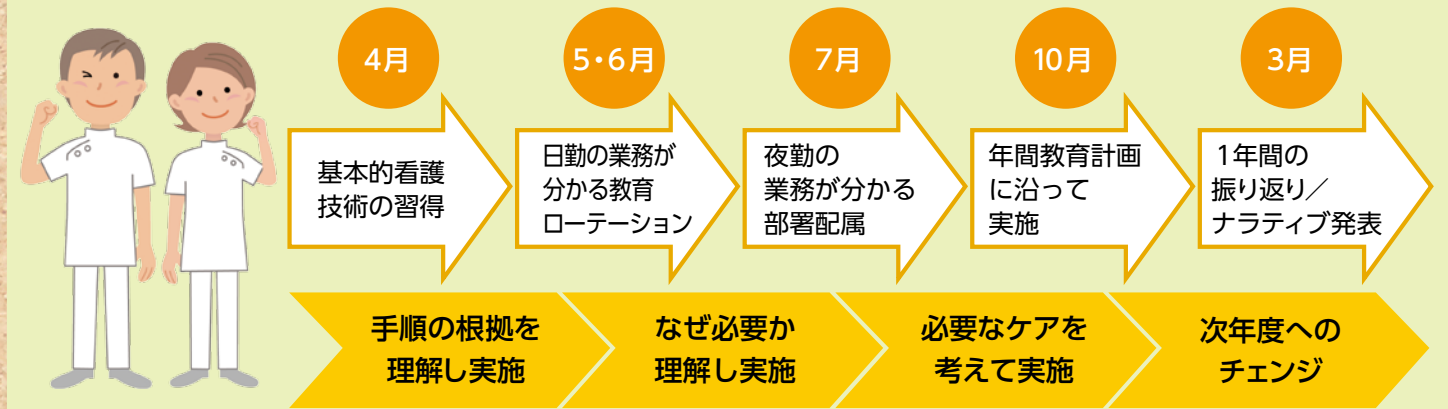 4月
基本的看護
技術の習得
5・6月
日勤の業務が
分かる教育
ローテーション
7月
夜勤の
業務が分かる
部署配属
10月
年間教育計画
に沿って
実施
3月
1年間の
振り返り／
ナラティブ発表
手順の根拠を
理解し実施
なぜ必要か
理解し実施
必要なケアを
考えて実施
次年度への
チェンジ